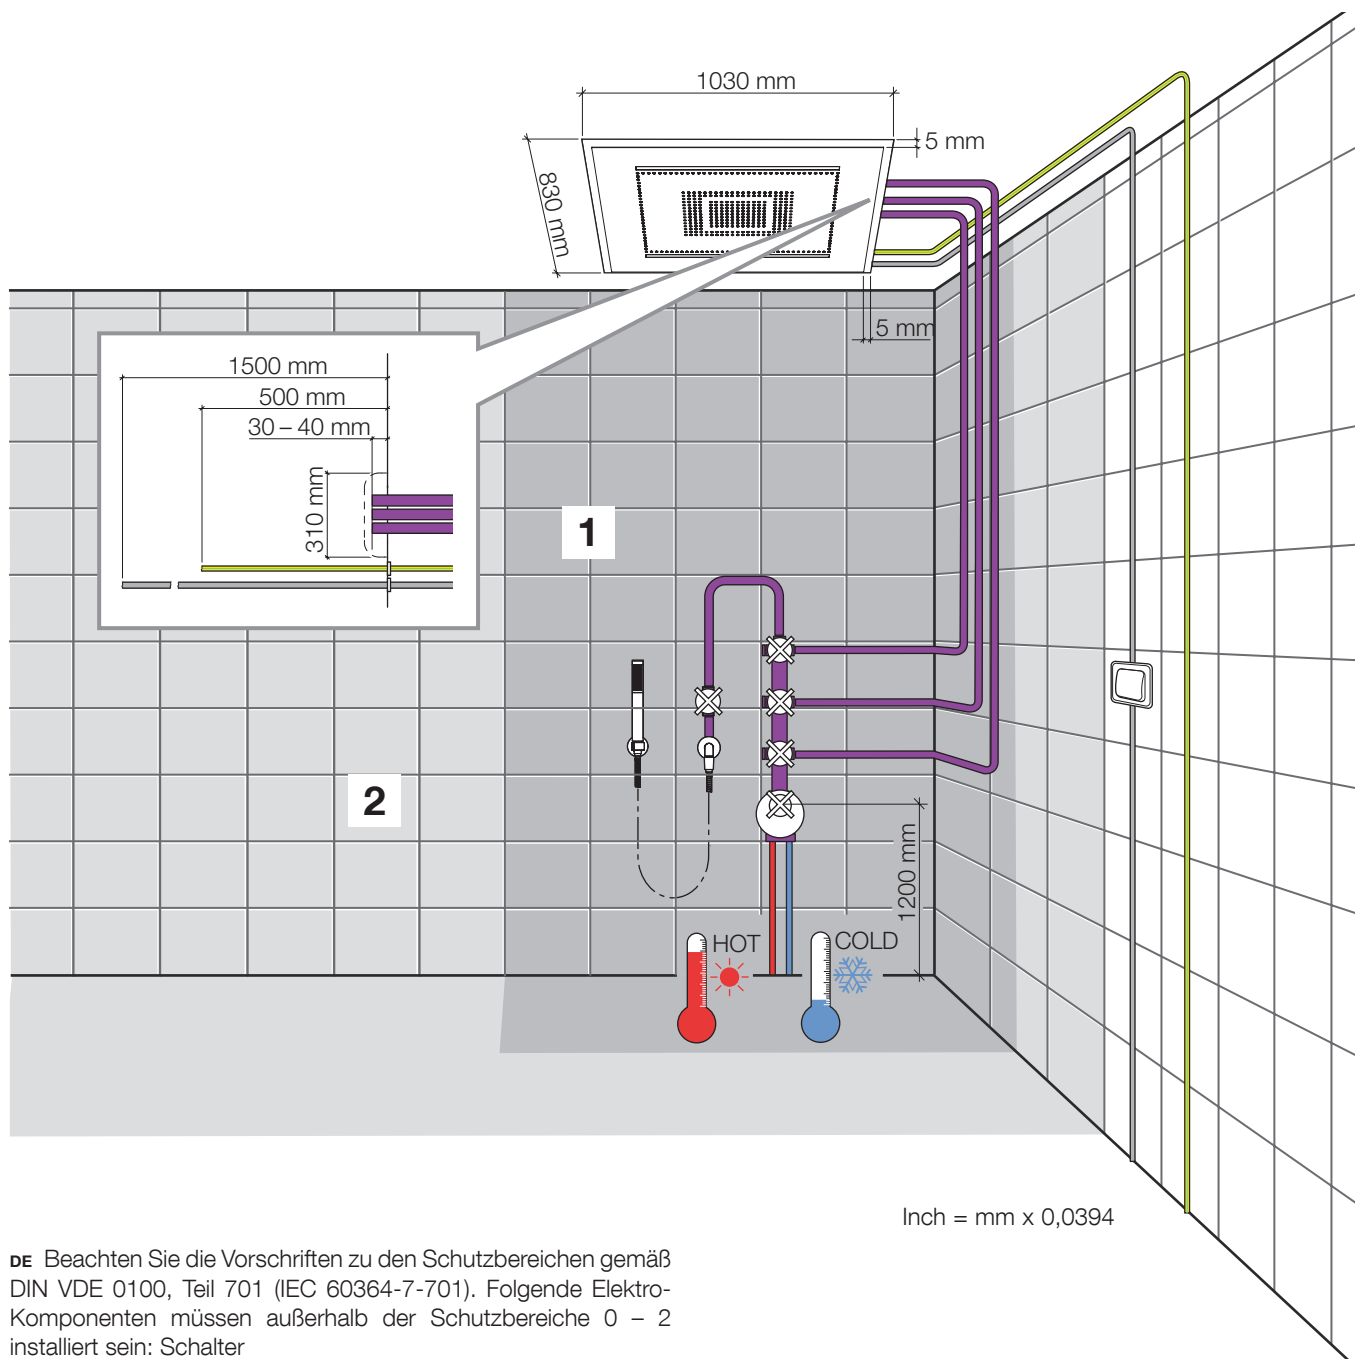 1030 mm
5 mm
830 mm
5 mm
1500 mm
500 mm
30 – 40 mm
310 mm
1
2
1200 mm
HOT
COLD
Inch = mm x 0,0394
DE Beachten Sie die Vorschriften zu den Schutzbereichen gemäß
DIN VDE 0100, Teil 701 (IEC 60364-7-701). Folgende Elektro-
Komponenten müssen außerhalb der Schutzbereiche 0 – 2
installiert sein: Schalter